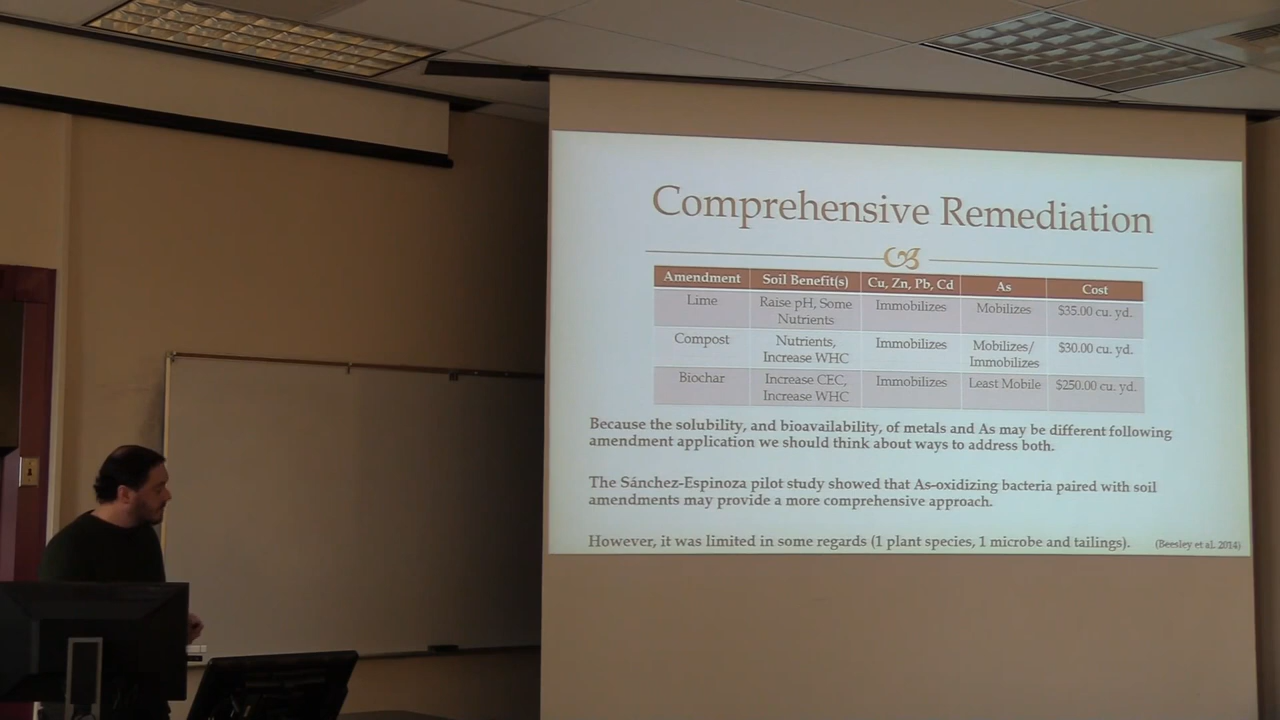 Comprehensive Remediation
Amendment Soil Benefit(s) Cu, Zn, Pb, Cd As Cost
Lime Raise pH, Some Nutrients Immobilizes Mobilizes $35.00 cu. yd.
Compost Nutrients, Increase WHC Immobilizes Mobilizes/ Immobilizes $30.00 cu. yd.
Biochar Increase CEC, Increase WHC Immobilizes Least Mobile $250.00 cu. yd.
Because the solubility, and bioavailability, of metals and As may be different following
amendment application we should think about ways to address both.
The Sánchez-Espinoza pilot study showed that As-oxidizing bacteria paired with soil
amendments may provide a more comprehensive approach.
However, it was limited in some regards (1 plant species, 1 microbe and tailings).
(Beesley et al. 2014)